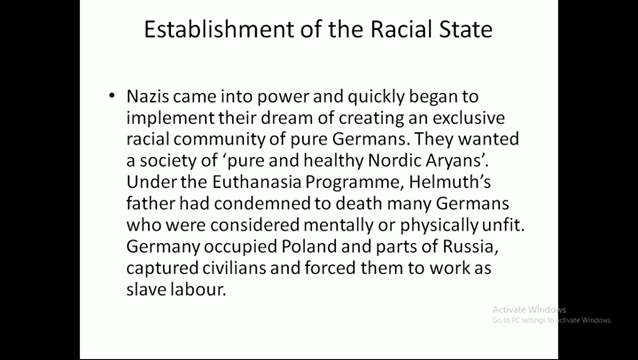 Establishment of the Racial State
• Nazis came into power and quickly began to
implement their dream of creating an exclusive
racial community of pure Germans. They wanted
a society of ‘pure and healthy Nordic Aryans’.
Under the Euthanasia Programme, Helmuth’s
father had condemned to death many Germans
who were considered mentally or physically unfit.
Germany occupied Poland and parts of Russia,
captured civilians and forced them to work as
slave labour.
Activate Windows
Go to PC settings to activate Windows.